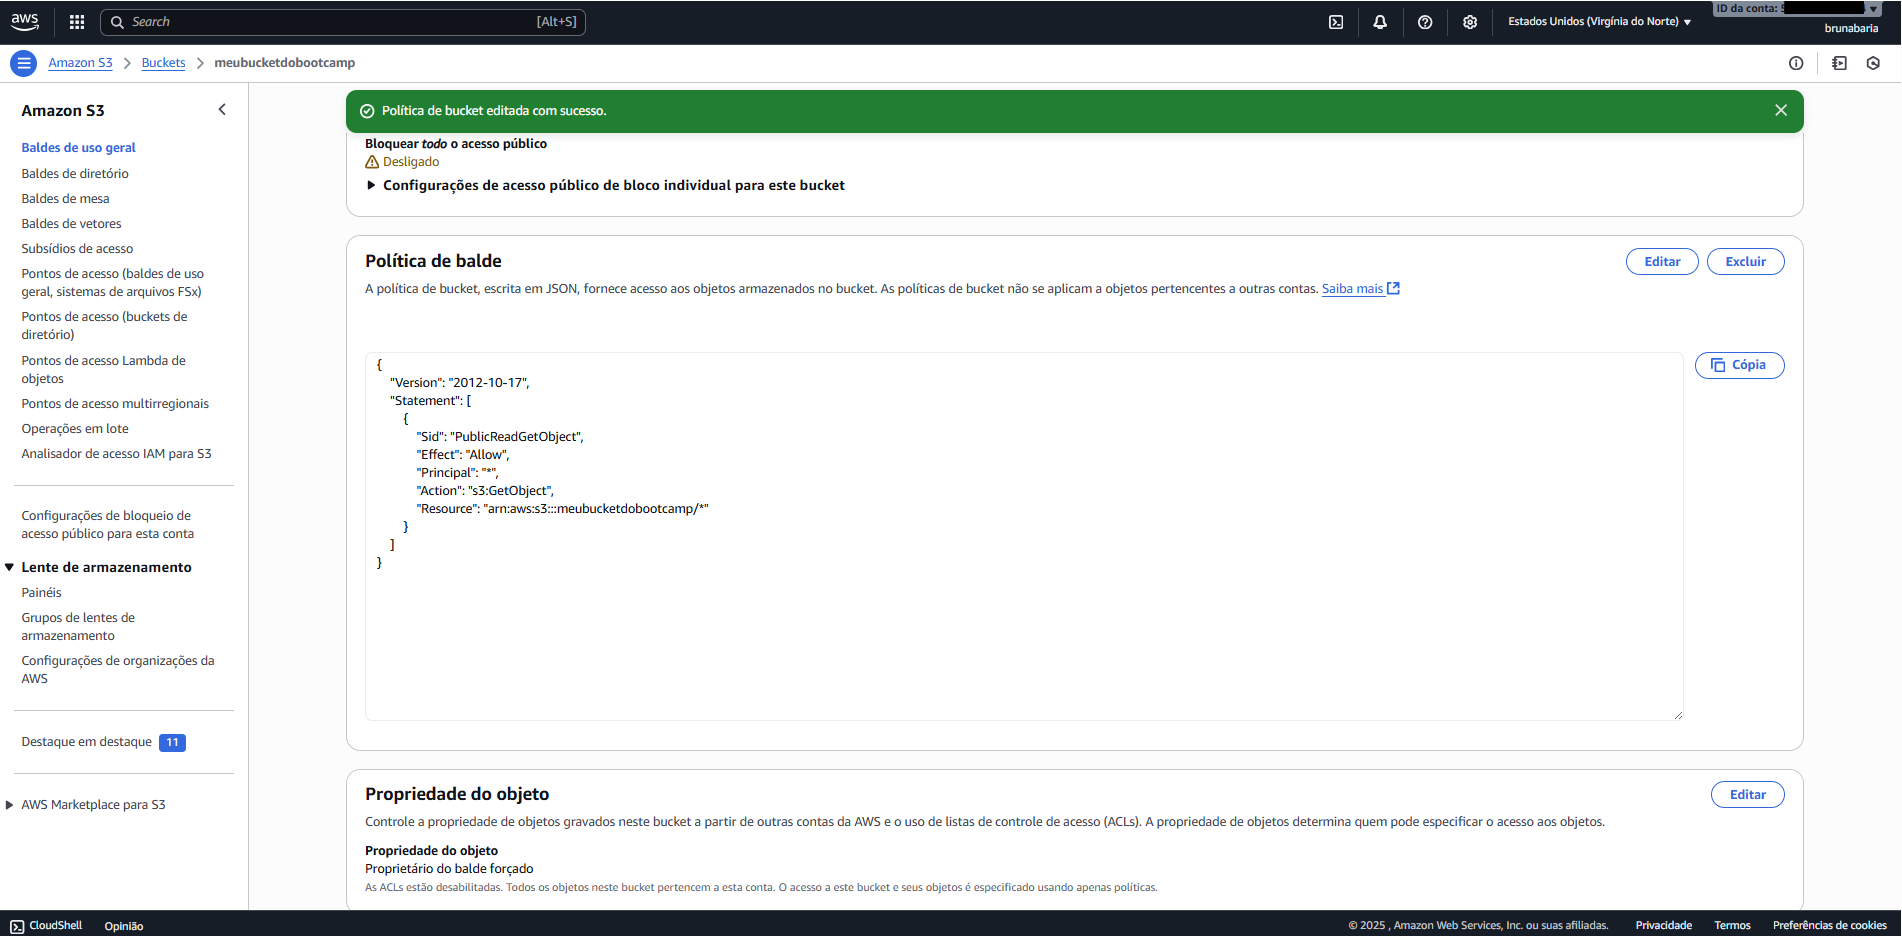 aws
Search
[Alt+S]
Estados Unidos (Virgínia do Norte)
ID da conta: 5
brunabaria
Amazon S3
Buckets
meubucketdobootcamp
Amazon S3
Baldes de uso geral
Baldes de diretório
Baldes de mesa
Baldes de vetores
Subsídios de acesso
Pontos de acesso (baldes de uso
geral, sistemas de arquivos FSx)
Pontos de acesso (buckets de
diretório)
Pontos de acesso Lambda de
objetos
Pontos de acesso multirregionais
Operações em lote
Analisador de acesso IAM para S3
Configurações de bloqueio de
acesso público para esta conta
Lente de armazenamento
Painéis
Grupos de lentes de
armazenamento
Configurações de organizações da
AWS
Destaque em destaque 11
AWS Marketplace para S3
Política de bucket editada com sucesso.
Bloquear todo o acesso público
Desligado
Configurações de acesso público de bloco individual para este bucket
Política de balde
Editar
Excluir
A política de bucket, escrita em JSON, fornece acesso aos objetos armazenados no bucket. As políticas de bucket não se aplicam a objetos pertencentes a outras contas. Saiba mais
Cópia
{
"Version": "2012-10-17",
"Statement": [
{
"Sid": "PublicReadGetObject",
"Effect": "Allow",
"Principal": "*",
"Action": "s3:GetObject",
"Resource": "arn:aws:s3:::meubucketdobootcamp/*"
}
]
}
Propriedade do objeto
Editar
Controle a propriedade de objetos gravados neste bucket a partir de outras contas da AWS e o uso de listas de controle de acesso (ACLs). A propriedade de objetos determina quem pode especificar o acesso aos objetos.
Propriedade do objeto
Proprietário do balde forçado
As ACLs estão desabilitadas. Todos os objetos neste bucket pertencem a esta conta. O acesso a este bucket e seus objetos é especificado usando apenas políticas.
CloudShell
Opinião
© 2025 , Amazon Web Services, Inc. ou suas afiliadas.
Privacidade
Termos
Preferências de cookies